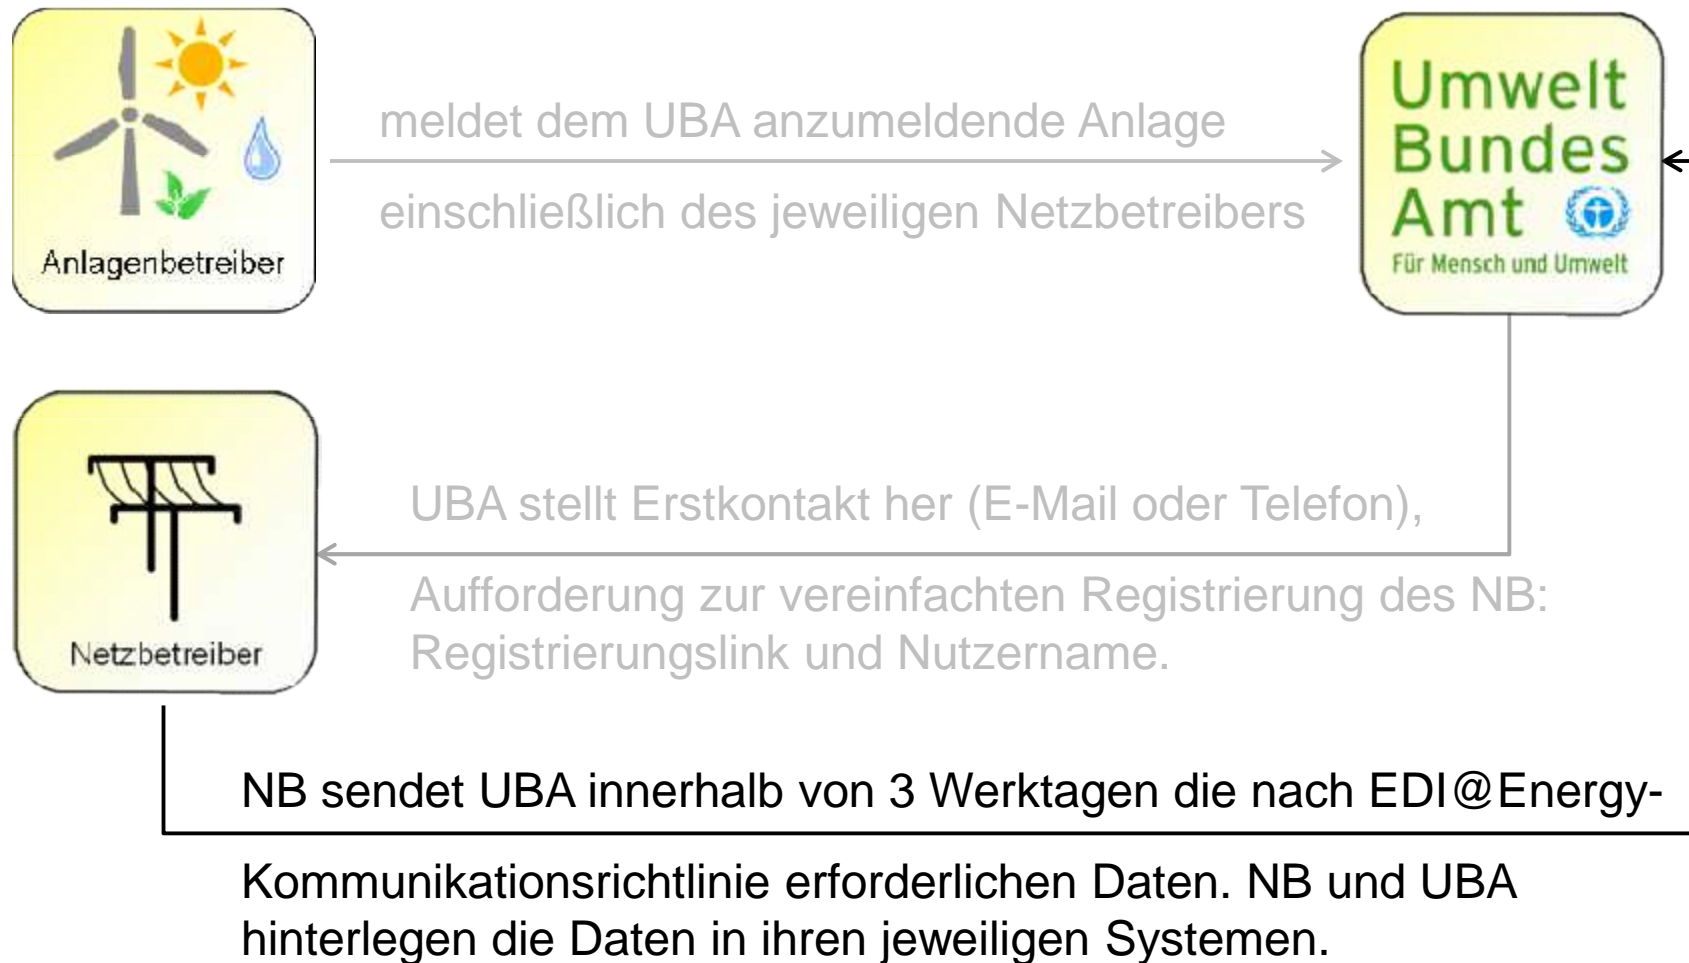 meldet dem UBA anzumeldende Anlage
einschließlich des jeweiligen Netzbetreibers
Anlagenbetreiber
Umwelt
Bundes
Amt
Für Mensch und Umwelt
UBA stellt Erstkontakt her (E-Mail oder Telefon),
Aufforderung zur vereinfachten Registrierung des NB:
Registrierungslink und Nutzername.
Netzbetreiber
NB sendet UBA innerhalb von 3 Werktagen die nach EDI@Energy-
Kommunikationsrichtlinie erforderlichen Daten. NB und UBA
hinterlegen die Daten in ihren jeweiligen Systemen.